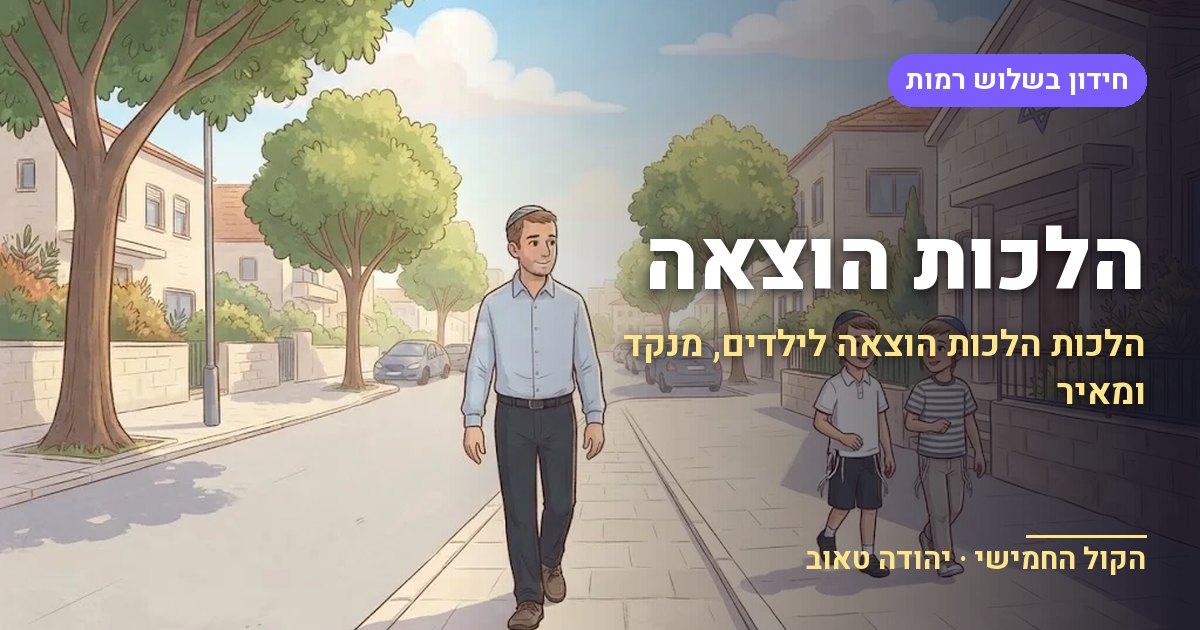 חידון בשלוש רמות
הלכות הוצאה
הלכות הלכות הוצאה לילדים, מנקד
ומאיר
הקול החמישי · יהודה טאוב